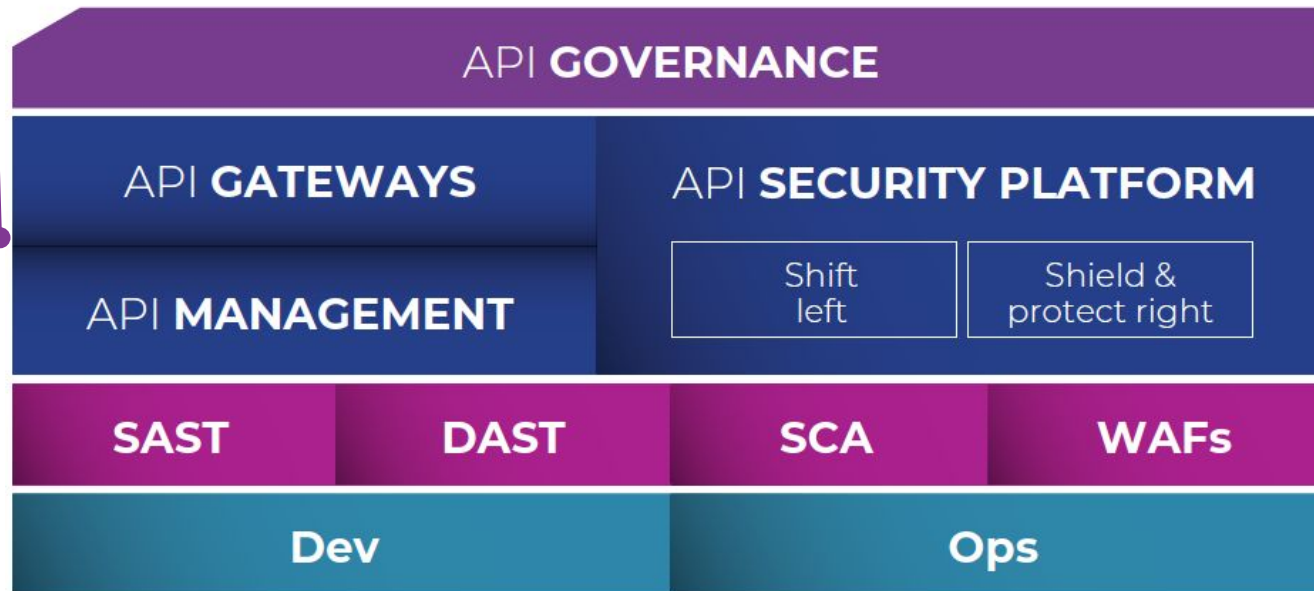 API GOVERNANCE
API GATEWAYS
API MANAGEMENT
API SECURITY PLATFORM
Shift
left
Shield &
protect right
SAST
DAST
SCA
WAFs
Dev
Ops